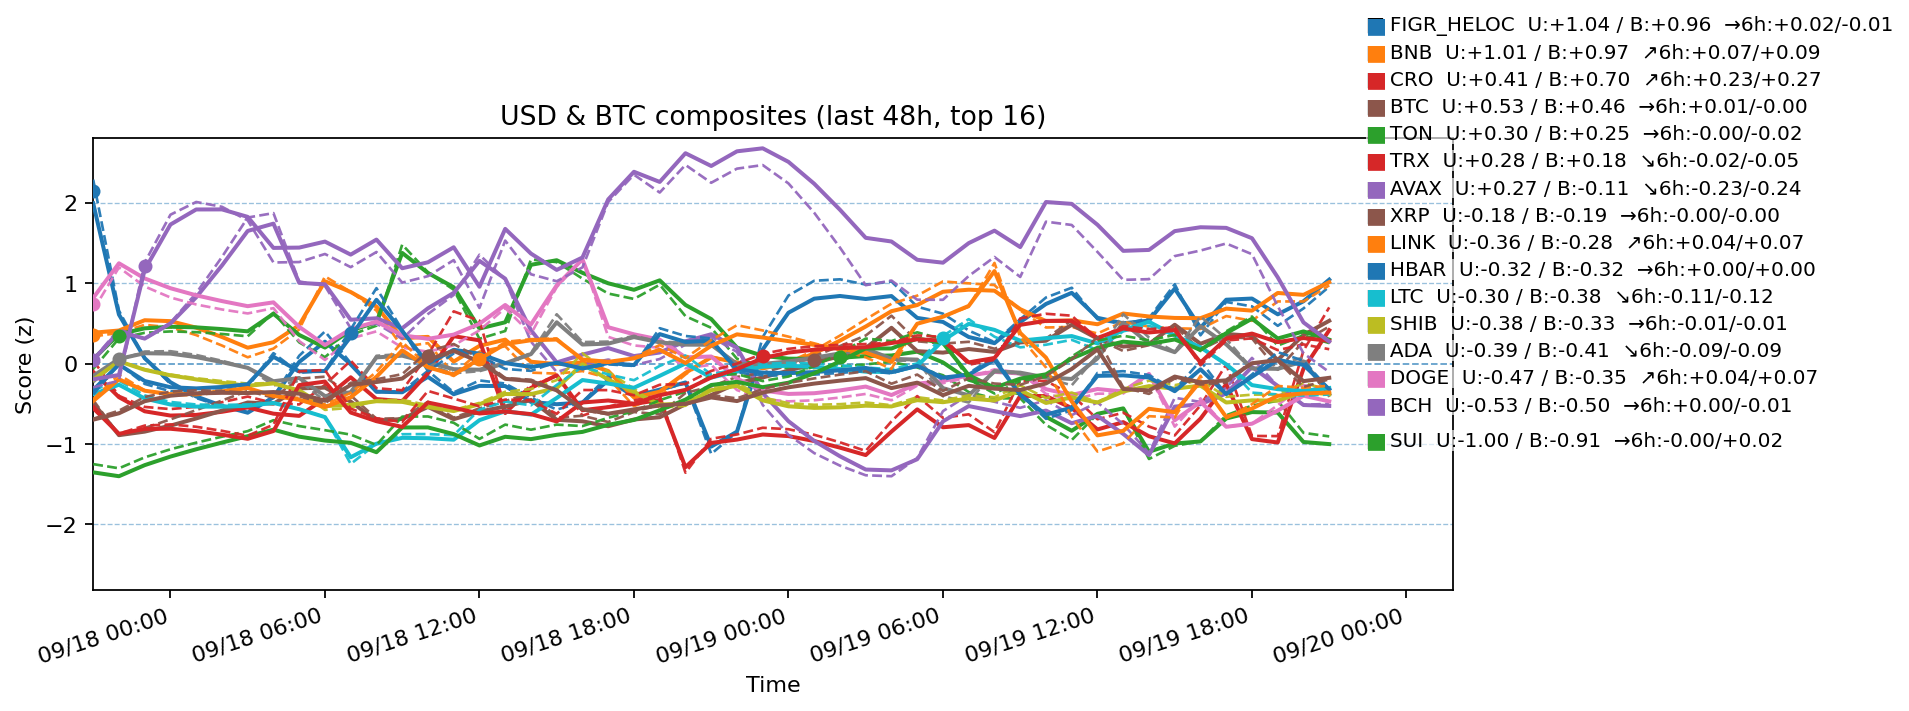 FIGR_HELOC U:+1.04 / B:+0.96 →6h:+0.02/-0.01
BNB U:+1.01 / B:+0.97 ↗6h:+0.07/+0.09
CRO U:+0.41 / B:+0.70 ↗6h:+0.23/+0.27
BTC U:+0.53 / B:+0.46 →6h:+0.01/-0.00
TON U:+0.30 / B:+0.25 →6h:-0.00/-0.02
TRX U:+0.28 / B:+0.18 ↘6h:-0.02/-0.05
AVAX U:+0.27 / B:-0.11 ↘6h:-0.23/-0.24
XRP U:-0.18 / B:-0.19 →6h:-0.00/-0.00
LINK U:-0.36 / B:-0.28 ↗6h:+0.04/+0.07
HBAR U:-0.32 / B:-0.32 →6h:+0.00/+0.00
LTC U:-0.30 / B:-0.38 ↘6h:-0.11/-0.12
SHIB U:-0.38 / B:-0.33 →6h:-0.01/-0.01
ADA U:-0.39 / B:-0.41 ↘6h:-0.09/-0.09
DOGE U:-0.47 / B:-0.35 ↗6h:+0.04/+0.07
BCH U:-0.53 / B:-0.50 →6h:+0.00/-0.01
SUI U:-1.00 / B:-0.91 →6h:-0.00/+0.02
USD & BTC composites (last 48h, top 16)
Score (z)
2
1
0
−1
−2
09/18 00:00
09/18 06:00
09/18 12:00
09/18 18:00
09/19 00:00
09/19 06:00
09/19 12:00
09/19 18:00
09/20 00:00
Time